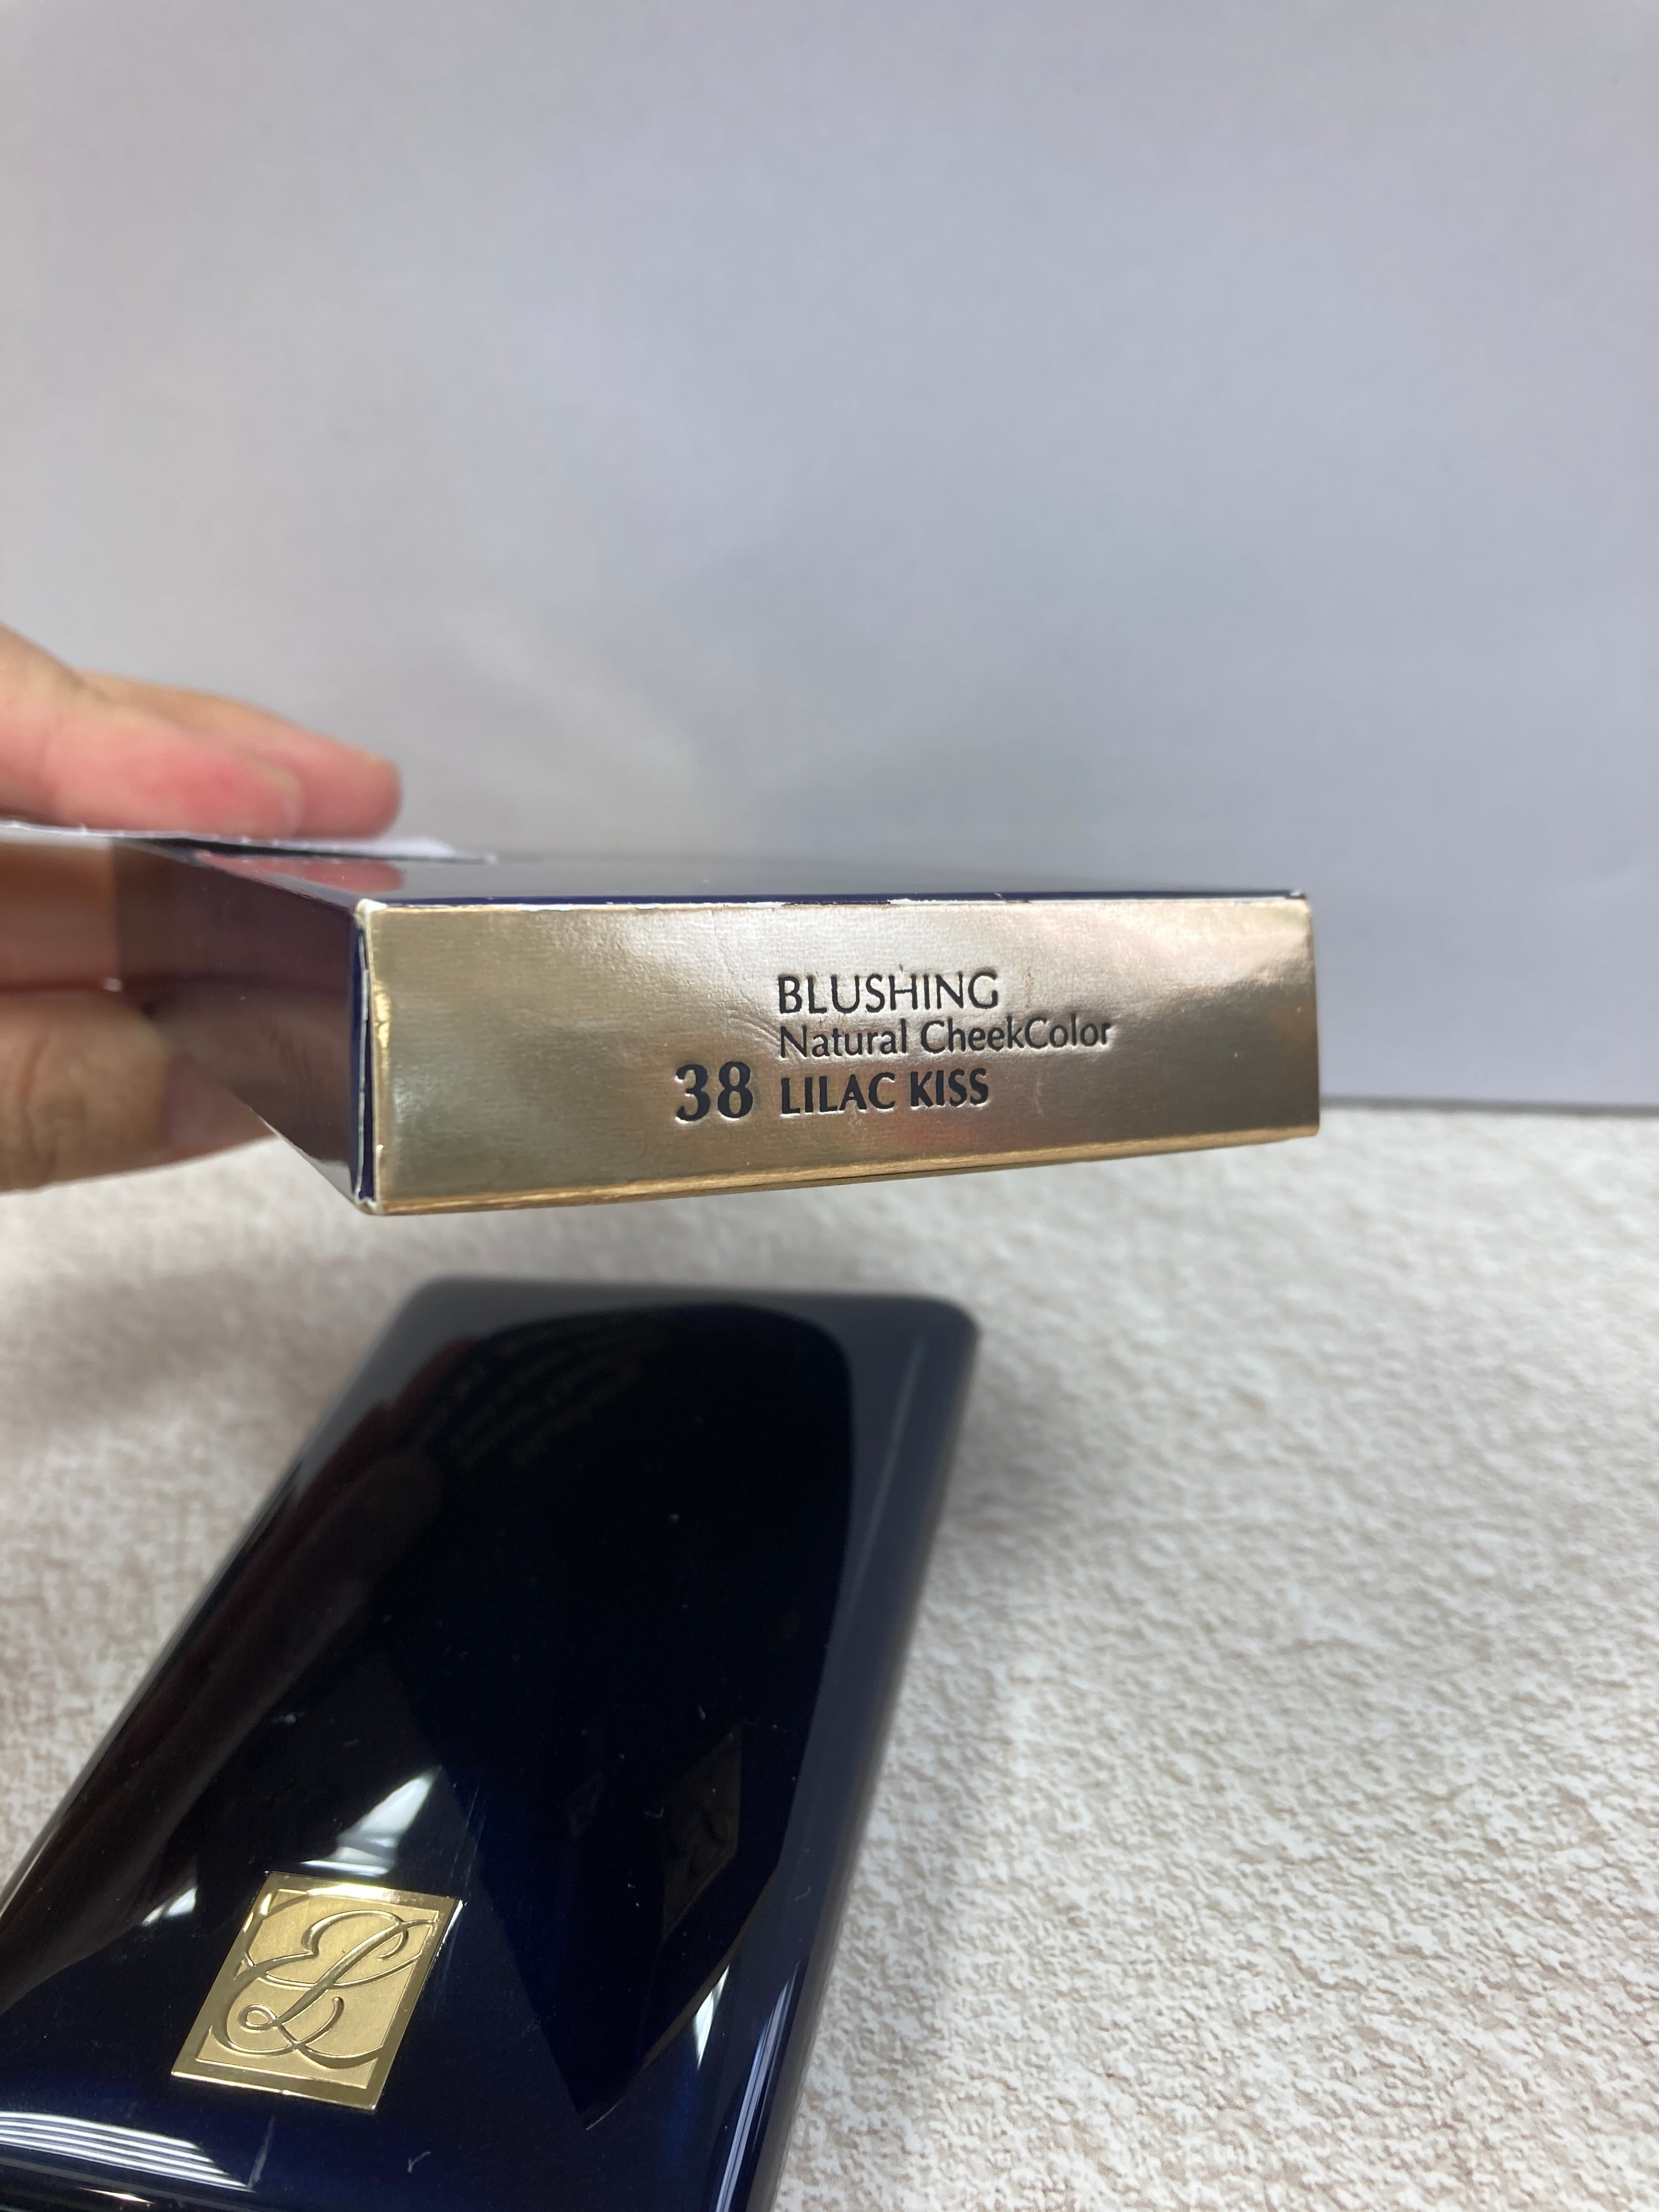 BLUSHING
Natural CheekColor
38 LILAC KISS